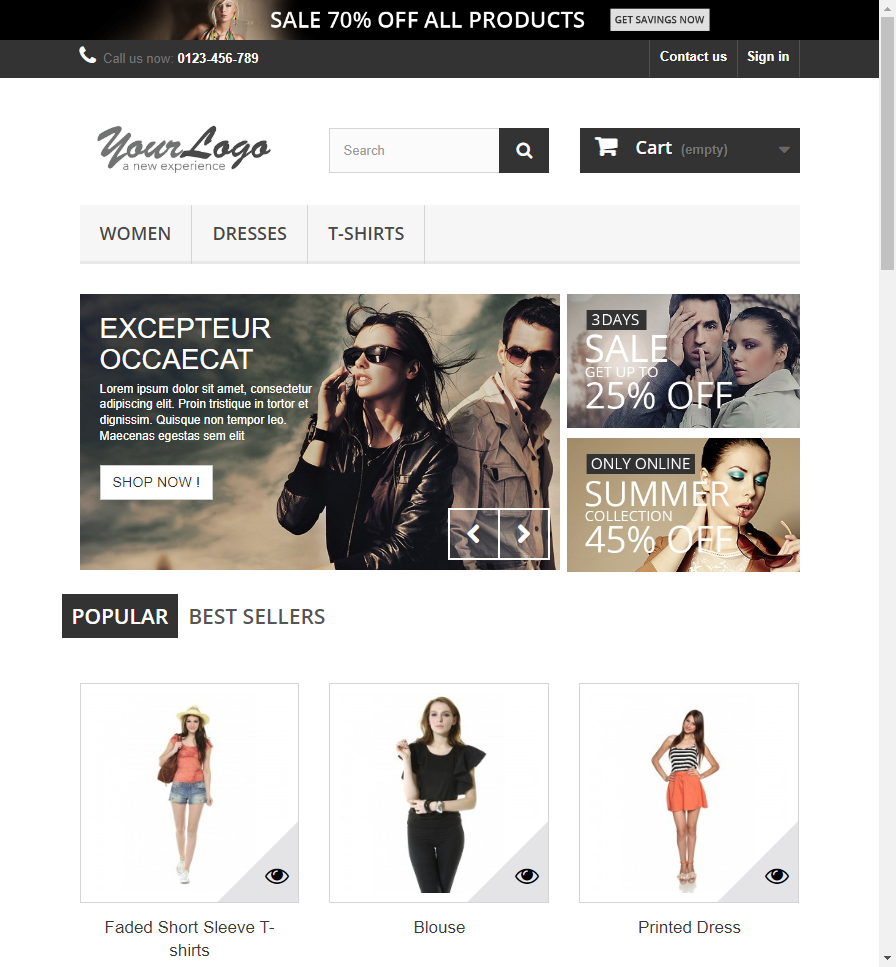 SALE 70% OFF ALL PRODUCTS
GET SAVINGS NOW
Call us now: 0123-456-789
Contact us
Sign in
YourLogo
a new experience
Search
Cart (empty)
WOMEN
DRESSES
T-SHIRTS
EXCEPTEUR
OCCAECAT
Lorem ipsum dolor sit amet, consectetur
adipiscing elit. Proin tristique in tortor et
dignissim. Quisque non tempor leo.
Maecenas egestas sem elit
SHOP NOW !
3DAYS
SALE
GET UP TO
25% OFF
ONLY ONLINE
SUMMER
COLLECTION
45% OFF
POPULAR
BEST SELLERS
Faded Short Sleeve T-
shirts
Blouse
Printed Dress